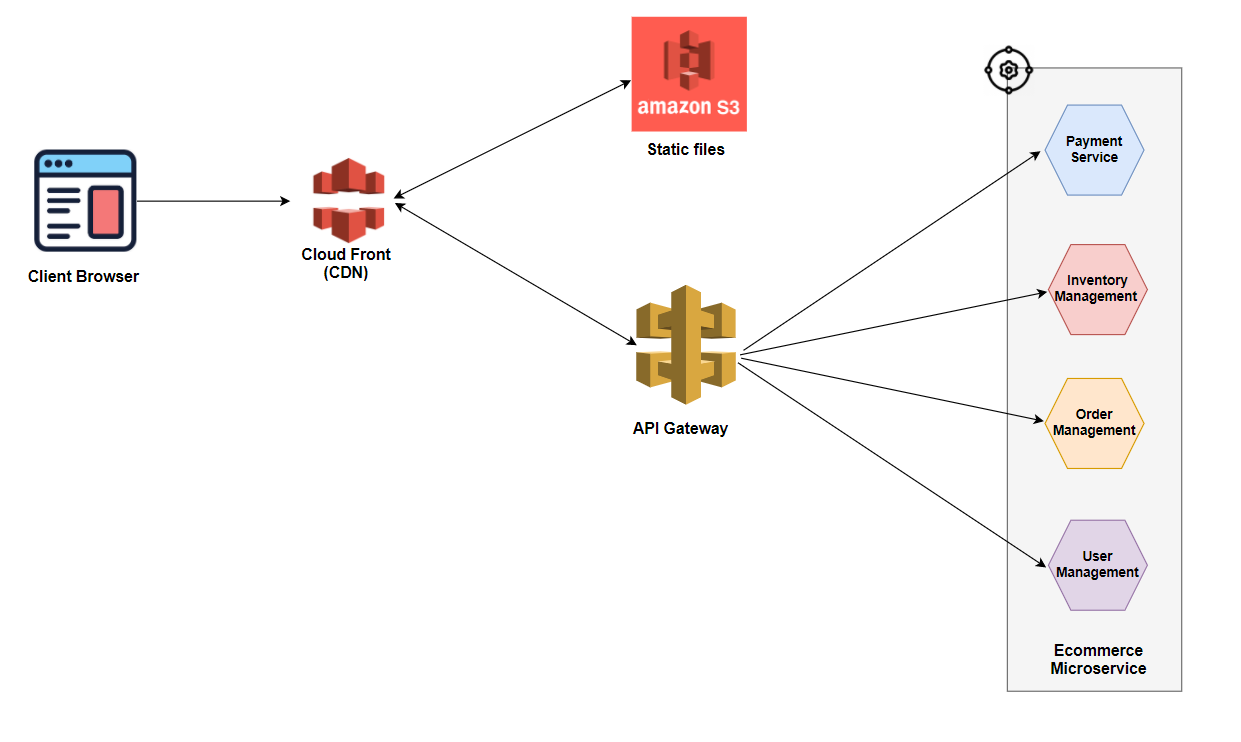 amazon S3
Static files
Client Browser
Cloud Front
(CDN)
API Gateway
Payment
Service
Inventory
Management
Order
Management
User
Management
Ecommerce
Microservice